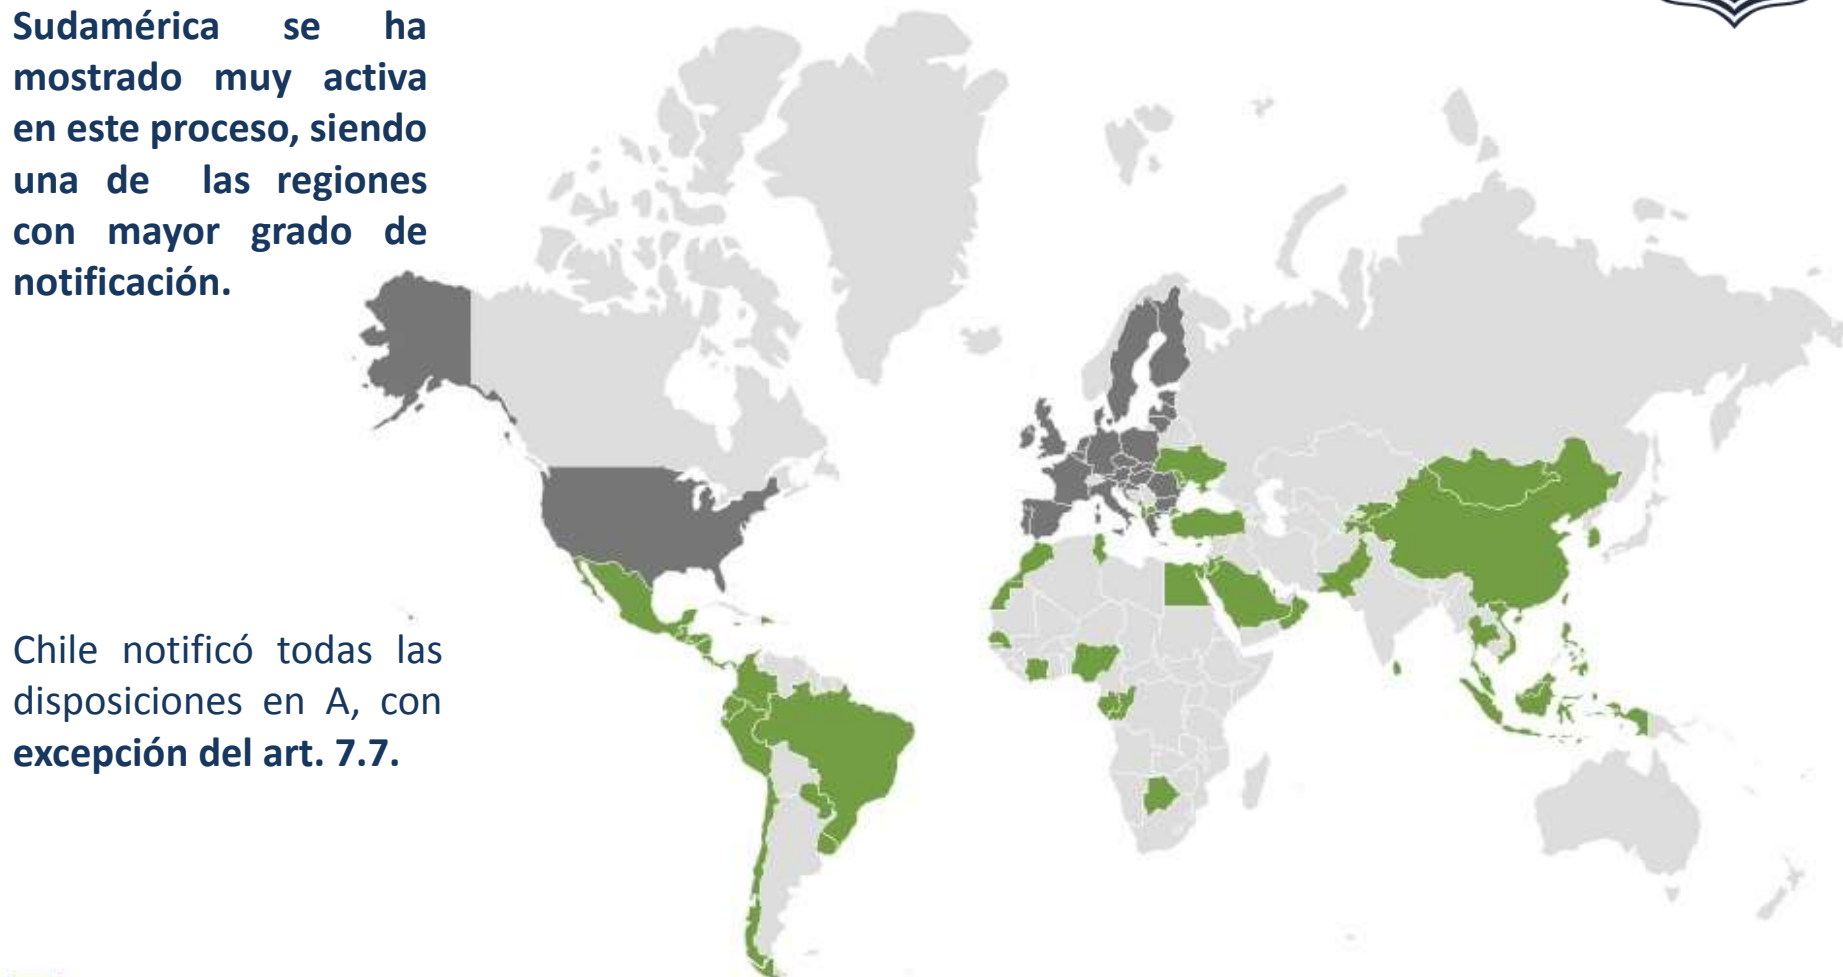 Sudamérica se ha
mostrado muy activa
en este proceso, siendo
una de las regiones
con mayor grado de
notificación.
Chile notificó todas las
disposiciones en A, con
excepción del art. 7.7.